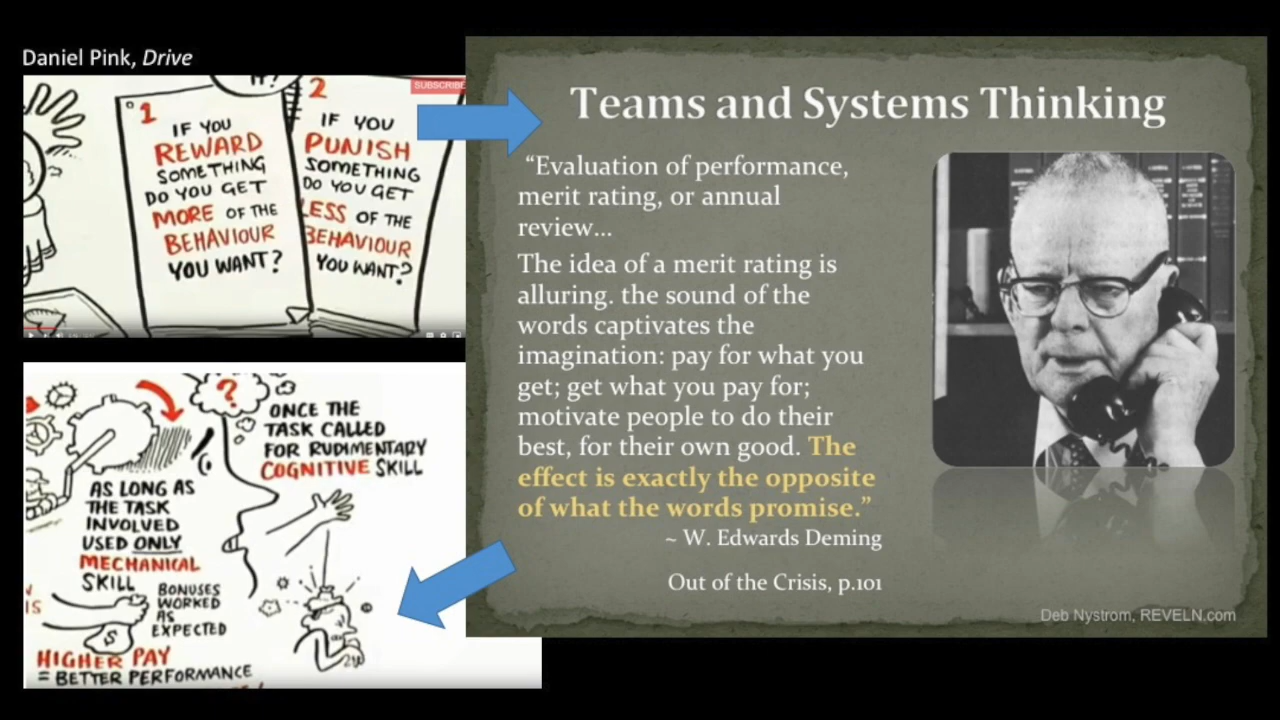 Daniel Pink, Drive
SUBSCRIBE
1
IF YOU
REWARD
SOMETHING
DO YOU GET
MORE OF THE
BEHAVIOUR
YOU WANT?
2
IF YOU
PUNISH
SOMETHING
DO YOU GET
LESS OF THE
BEHAVIOUR
YOU WANT?
?
ONCE THE
TASK CALLED
FOR RUDIMENTARY
COGNITIVE SKILL
AS LONG AS
THE TASK
INVOLVED
USED ONLY
MECHANICAL
SKILL
BONUSES
WORKED
AS
EXPECTED
$
HIGHER PAY
= BETTER PERFORMANCE
Teams and Systems Thinking
“Evaluation of performance,
merit rating, or annual
review...
The idea of a merit rating is
alluring. the sound of the
words captivates the
imagination: pay for what you
get; get what you pay for;
motivate people to do their
best, for their own good. The
effect is exactly the opposite
of what the words promise.”
~ W. Edwards Deming
Out of the Crisis, p.101
Deb Nystrom, REVELN.com